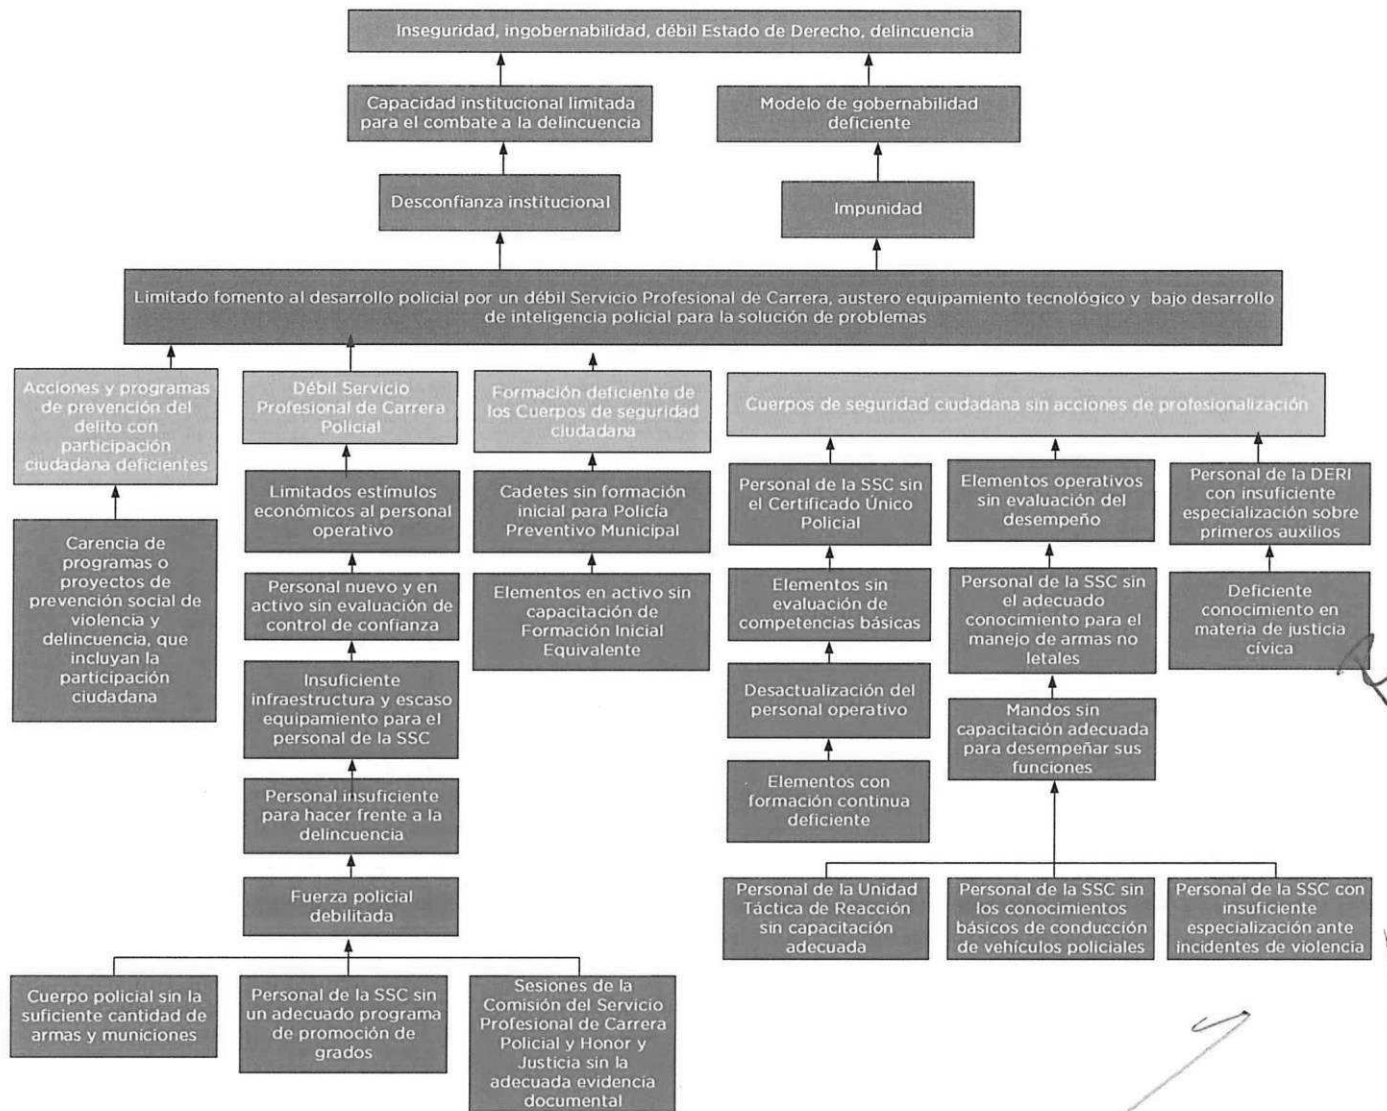 Inseguridad, ingobernabilidad, débil Estado de Derecho, delincuencia
Capacidad institucional limitada
para el combate a la delincuencia
Modelo de gobernabilidad
deficiente
Desconfianza institucional
Impunidad
Limitado fomento al desarrollo policial por un débil Servicio Profesional de Carrera, austero equipamiento tecnológico y bajo desarrollo
de inteligencia policial para la solución de problemas
Acciones y programas
de prevención del
delito con
participación
ciudadana deficientes
Débil Servicio
Profesional de Carrera
Policial
Formación deficiente de
los Cuerpos de seguridad
ciudadana
Cuerpos de seguridad ciudadana sin acciones de profesionalización
Carencia de
programas o
proyectos de
prevención social de
violencia y
delincuencia, que
incluyan la
participación
ciudadana
Limitados estímulos
económicos al personal
operativo
Personal nuevo y en
activo sin evaluación de
control de confianza
Insuficiente
infraestructura y escaso
equipamiento para el
personal de la SSC
Personal insuficiente
para hacer frente a la
delincuencia
Fuerza policial
debilitada
Cuerpo policial sin la
suficiente cantidad de
armas y municiones
Personal de la SSC sin
un adecuado programa
de promoción de
grados
Sesiones de la
Comisión del Servicio
Profesional de Carrera
Policial y Honor y
Justicia sin la
adecuada evidencia
documental
Cadetes sin formación
inicial para Policía
Preventivo Municipal
Elementos en activo sin
capacitación de
Formación Inicial
Equivalente
Personal de la SSC sin
el Certificado Único
Policial
Elementos sin
evaluación de
competencias básicas
Desactualización del
personal operativo
Elementos con
formación continua
deficiente
Elementos operativos
sin evaluación del
desempeño
Personal de la SSC sin
el adecuado
conocimiento para el
manejo de armas no
letales
Mandos sin
capacitación adecuada
para desempeñar sus
funciones
Personal de la DERI
con insuficiente
especialización sobre
primeros auxilios
Deficiente
conocimiento en
materia de justicia
cívica
Personal de la Unidad
Táctica de Reacción
sin capacitación
adecuada
Personal de la SSC sin
los conocimientos
básicos de conducción
de vehículos policiales
Personal de la SSC con
insuficiente
especialización ante
incidentes de violencia